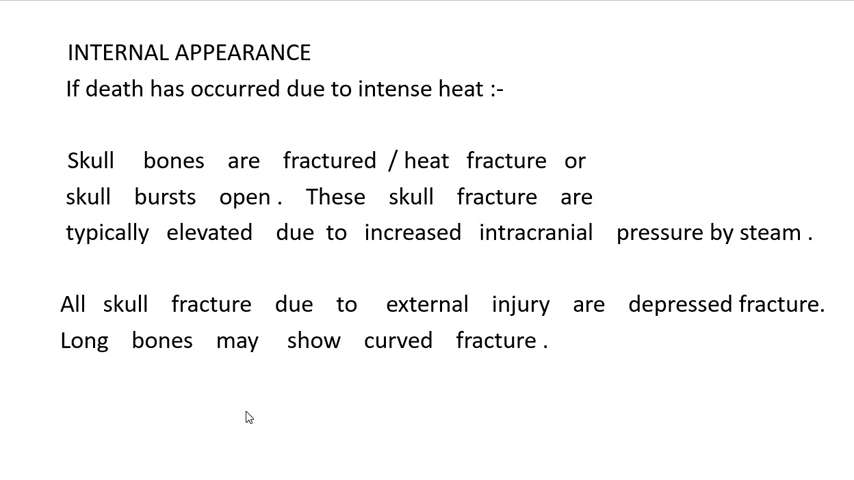 INTERNAL APPEARANCE
If death has occurred due to intense heat :-
Skull bones are fractured / heat fracture or
skull bursts open . These skull fracture are
typically elevated due to increased intracranial pressure by steam .
All skull fracture due to external injury are depressed fracture.
Long bones may show curved fracture .